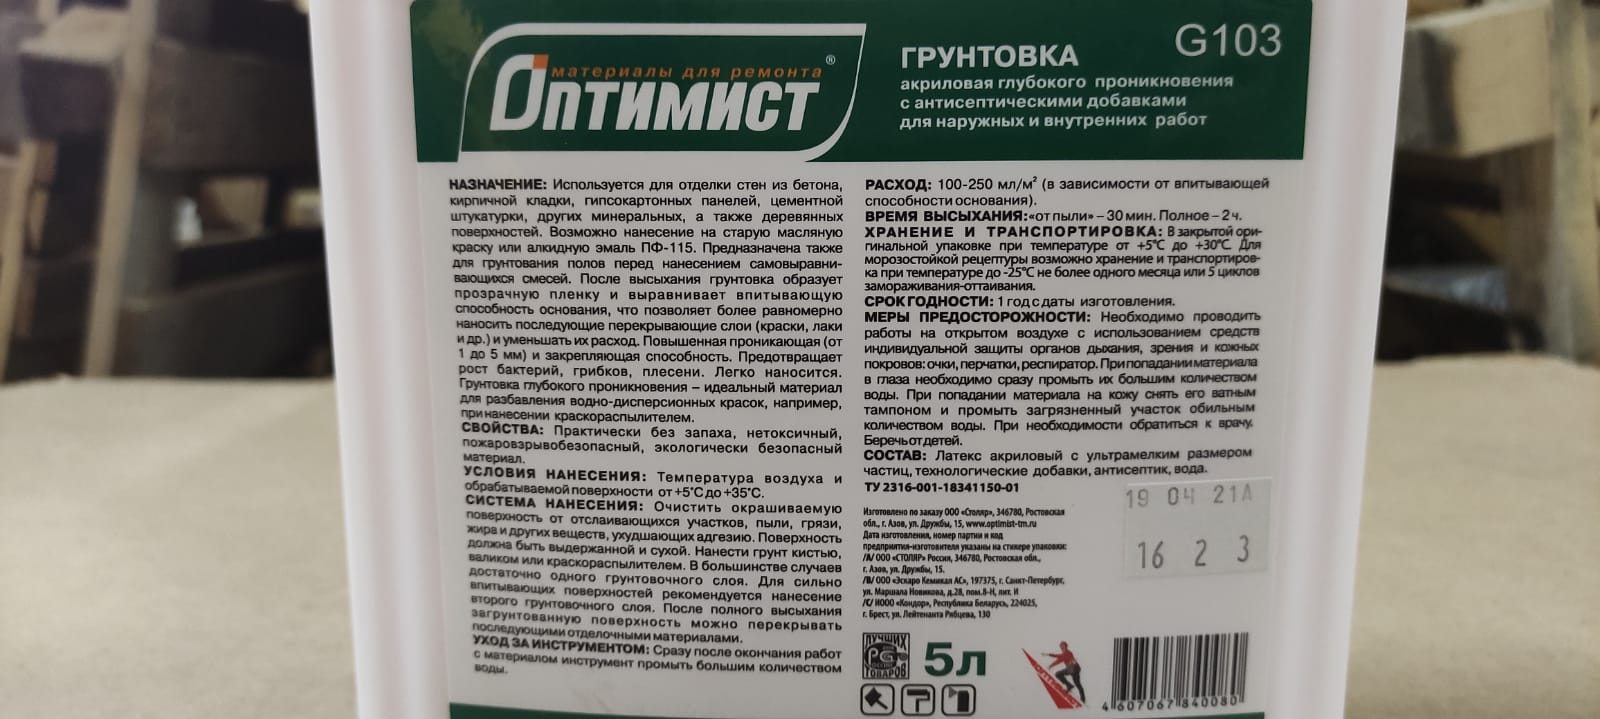 материалы для ремонта
Оптимист®
ГРУНТОВКА
G103
акриловая глубокого проникновения
с антисептическими добавками
для наружных и внутренних работ
НАЗНАЧЕНИЕ: Используется для отделки стен из бетона,
кирпичной кладки, гипсокартонных панелей, цементной
штукатурки, других минеральных, а также деревянных
поверхностей. Возможно нанесение на старую масляную
краску или алкидную эмаль ПФ-115. Предназначена также
для грунтования полов перед нанесением самовыравни-
вающихся смесей. После высыхания грунтовка образует
прозрачную пленку и выравнивает впитывающую
способность основания, что позволяет более равномерно
наносить последующие перекрывающие слои (краски, лаки
и др.) и уменьшать их расход. Повышенная проникающая (от
1 до 5 мм) и закрепляющая способность. Предотвращает
рост бактерий, грибков, плесени. Легко наносится.
Грунтовка глубокого проникновения – идеальный материал
для разбавления водно-дисперсионных красок, например,
при нанесении краскораспылителем.
СВОЙСТВА: Практически без запаха, нетоксичный,
пожаровзрывобезопасный, экологически безопасный
материал.
УСЛОВИЯ НАНЕСЕНИЯ: Температура воздуха и
обрабатываемой поверхности от +5°С до +35°С.
СИСТЕМА НАНЕСЕНИЯ: Очистить окрашиваемую
поверхность от отслаивающихся участков, пыли, грязи,
жира и других веществ, ухудшающих адгезию. Поверхность
должна быть выдержанной и сухой. Нанести грунт кистью,
валиком или краскораспылителем. В большинстве случаев
достаточно одного грунтовочного слоя. Для сильно
впитывающих поверхностей рекомендуется нанесение
второго грунтовочного слоя. После полного высыхания
загрунтованную поверхность можно перекрывать
последующими отделочными материалами.
УХОД ЗА ИНСТРУМЕНТОМ: Сразу после окончания работ
с материалом инструмент промыть большим количеством
воды.
РАСХОД: 100-250 мл/м² (в зависимости от впитывающей
способности основания).
ВРЕМЯ ВЫСЫХАНИЯ: «от пыли» – 30 мин. Полное – 2 ч.
ХРАНЕНИЕ И ТРАНСПОРТИРОВКА: В закрытой ори-
гинальной упаковке при температуре от +5°С до +30°С. Для
морозостойкой рецептуры возможно хранение и транспортиров-
ка при температуре до -25°С не более одного месяца или 5 циклов
замораживания-оттаивания.
СРОК ГОДНОСТИ: 1 год с даты изготовления.
МЕРЫ ПРЕДОСТОРОЖНОСТИ: Необходимо проводить
работы на открытом воздухе с использованием средств
индивидуальной защиты органов дыхания, зрения и кожных
покровов: очки, перчатки, респиратор. При попадании материала
в глаза необходимо сразу промыть их большим количеством
воды. При попадании материала на кожу снять его ватным
тампоном и промыть загрязненный участок обильным
количеством воды. При необходимости обратиться к врачу.
Беречь от детей.
СОСТАВ: Латекс акриловый с ультрамелким размером
частиц, технологические добавки, антисептик, вода.
ТУ 2316-001-18341150-01
Изготовлено по заказу ООО «Столяр», 346780, Ростовская
обл., г. Азов, ул. Дружбы, 15, www.optimist-tm.ru
Дата изготовления, номер партии и код
предприятия-изготовителя указаны на стикере упаковки:
/А/ ООО «СТОЛЯР» Россия, 346780, Ростовская обл.,
г. Азов, ул. Дружбы, 15.
/В/ ООО «Эскаро Кемикал АС», 197375, г. Санкт-Петербург,
ул. Маршала Новикова, д.28, пом.8-Н, лит. И
/С/ ИООО «Кондор», Республика Беларусь, 224025,
г. Брест, ул. Лейтенанта Рябцева, 130
19 04 21А
16 2 3
ЛУЧШИХ
ТОВАРОВ
5л
4 607067 840080